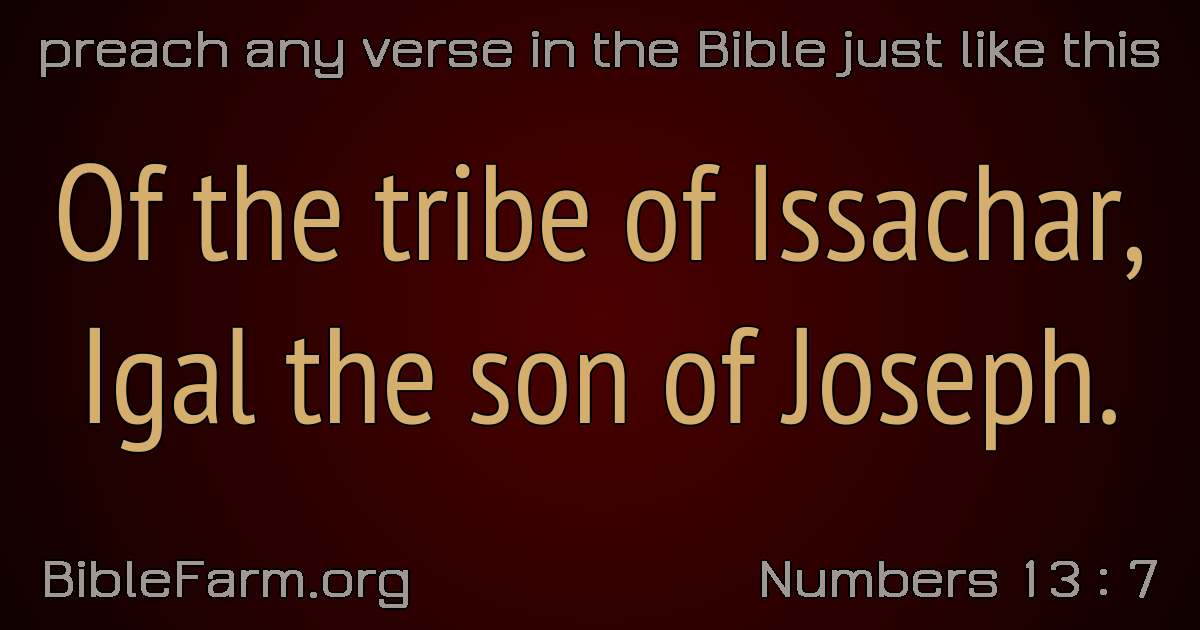 preach any verse in the Bible just like this
Of the tribe of Issachar,
Igal the son of Joseph.
BibleFarm.org
Numbers 13 : 7